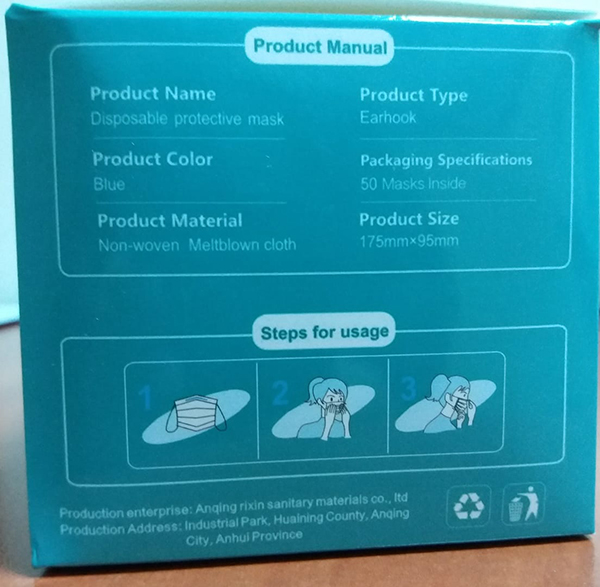 Product Manual
Product Name
Disposable protective mask
Product Type
Earhook
Product Color
Blue
Packaging Specifications
50 Masks Inside
Product Material
Non-woven Meltblown cloth
Product Size
175mm×95mm
Steps for usage
1
2
3
Production enterprise: Anqing rixin sanitary materials co., ltd
Production Address: Industrial Park, Huaining County, Anqing
City, Anhui Province